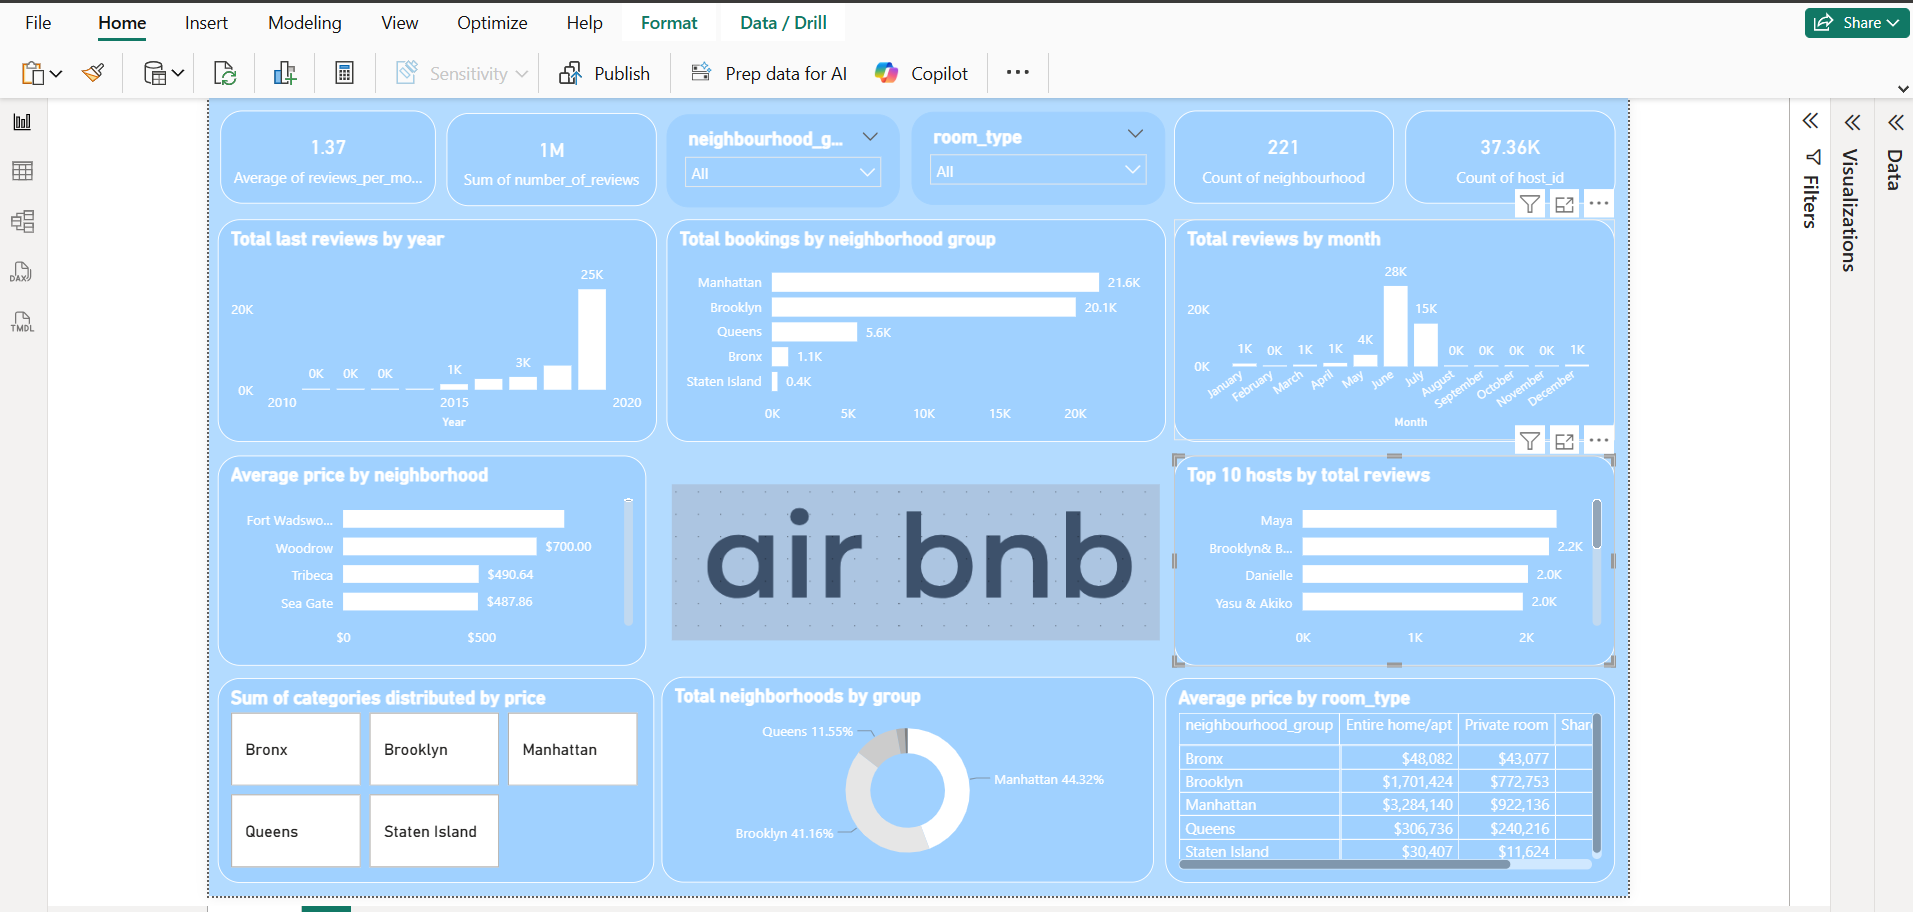 File Home Insert Modeling View Optimize Help Format Data / Drill Share
Sensitivity Publish Prep data for AI Copilot
1.37
Average of reviews_per_mo...
1M
Sum of number_of_reviews
neighbourhood_g...
All
room_type
All
221
Count of neighbourhood
37.36K
Count of host_id
Filters
Visualizations
Data
DAX
TMDL
Total last reviews by year
25K
20K
0K 0K 0K 1K 3K
0K
2010 2015 2020
Year
Total bookings by neighborhood group
Manhattan 21.6K
Brooklyn 20.1K
Queens 5.6K
Bronx 1.1K
Staten Island 0.4K
0K 5K 10K 15K 20K
Total reviews by month
28K
20K 15K
4K
1K 0K 1K 1K 0K 0K 0K 0K 1K
0K
January February March April May June July August September October November December
Month
Average price by neighborhood
Fort Wadswo...
Woodrow $700.00
Tribeca $490.64
Sea Gate $487.86
$0 $500
air bnb
Top 10 hosts by total reviews
Maya
Brooklyn& B... 2.2K
Danielle 2.0K
Yasu & Akiko 2.0K
0K 1K 2K
Sum of categories distributed by price
Bronx Brooklyn Manhattan
Queens Staten Island
Total neighborhoods by group
Queens 11.55%
Manhattan 44.32%
Brooklyn 41.16%
Average price by room_type
neighbourhood_group Entire home/apt Private room Shar
Bronx $48,082 $43,077
Brooklyn $1,701,424 $772,753
Manhattan $3,284,140 $922,136
Queens $306,736 $240,216
Staten Island $30,407 $11,624